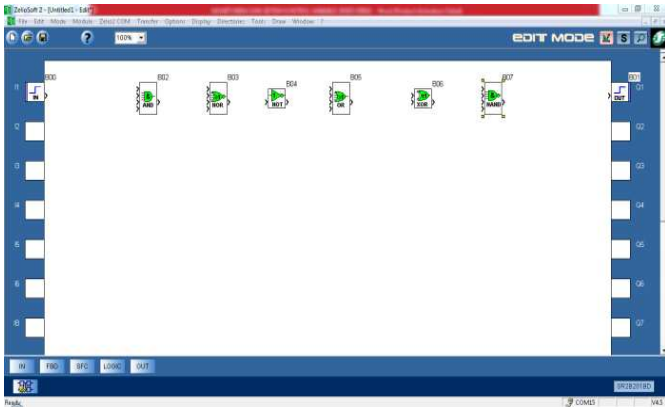 ZelioSoft 2 - [Untitled1 - Edit]
File Edit Mode Module Zelio2 COM Transfer Options Display Directories Tools Draw Window ?
100%
EDIT MODE
S
B00
B02
B03
B04
B05
B06
B07
B01
I1
IN
AND
NOR
NOT
OR
XOR
NAND
OUT
Q1
I2
Q2
I3
Q3
I4
Q4
I5
Q5
I6
Q6
IB
Q7
IN FBD SFC LOGIC OUT
SR2B201BD
Ready
COM15
V4.3